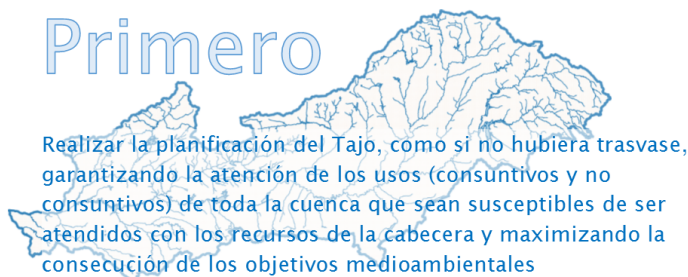 Primero
Realizar la planificación del Tajo, como si no hubiera trasvase,
garantizando la atención de los usos (consuntivos y no
consuntivos) de toda la cuenca que sean susceptibles de ser
atendidos con los recursos de la cabecera y maximizando la
consecución de los objetivos medioambientales